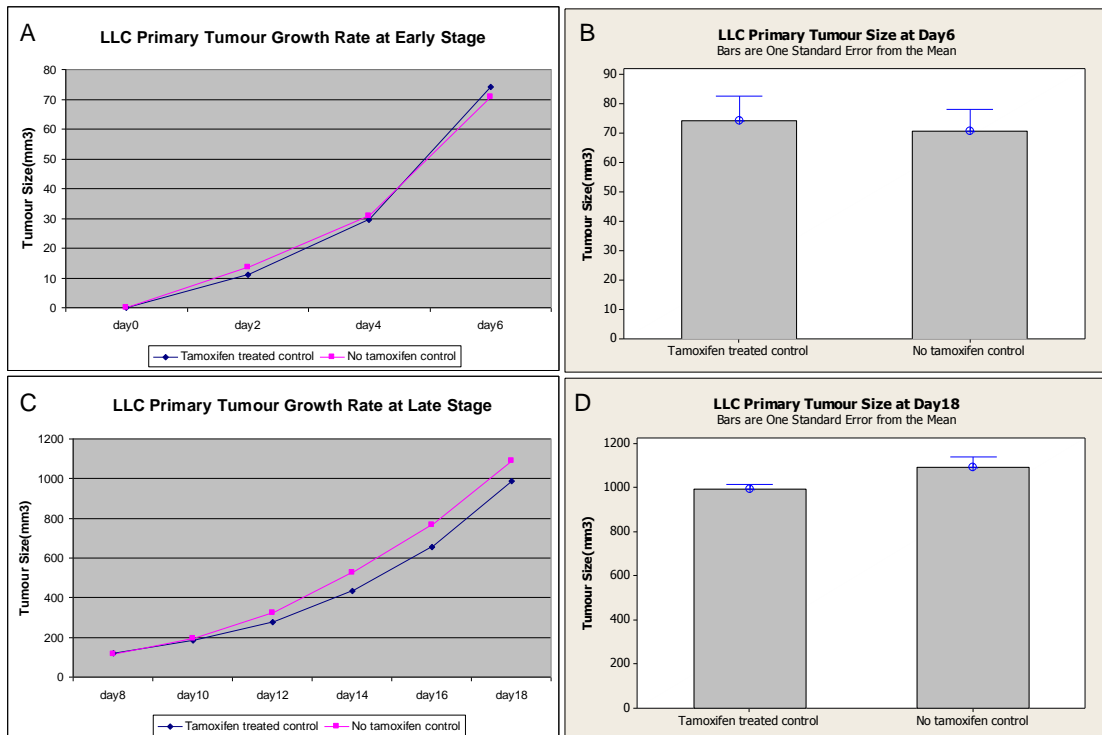 A
LLC Primary Tumour Growth Rate at Early Stage
Tumour Size(mm3)
80
70
60
50
40
30
20
10
0
day0 day2 day4 day6
Tamoxifen treated control No tamoxifen control
B
LLC Primary Tumour Size at Day6
Bars are One Standard Error from the Mean
Tumour Size(mm3)
90
80
70
60
50
40
30
20
10
0
Tamoxifen treated control No tamoxifen control
C
LLC Primary Tumour Growth Rate at Late Stage
Tumour Size(mm3)
1200
1000
800
600
400
200
0
day8 day10 day12 day14 day16 day18
Tamoxifen treated control No tamoxifen control
D
LLC Primary Tumour Size at Day18
Bars are One Standard Error from the Mean
Tumour Size(mm3)
1200
1000
800
600
400
200
0
Tamoxifen treated control No tamoxifen control